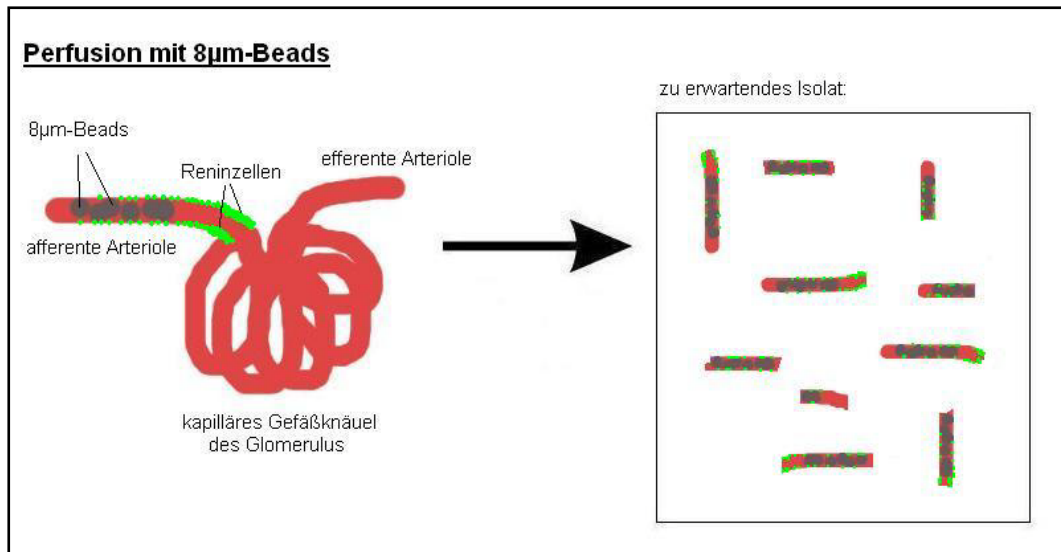 Perfusion mit 8µm-Beads
zu erwartendes Isolat:
8µm-Beads
efferente Arteriole
Reninzellen
afferente Arteriole
kapilläres Gefäßknäuel
des Glomerulus